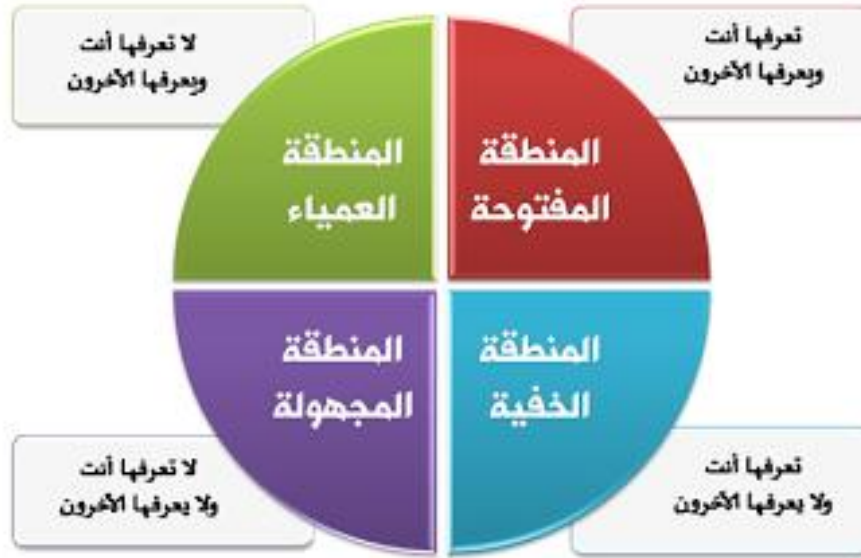 تعرفها أنت
ويعرفها الآخرون
المنطقة
المفتوحة
لا تعرفها أنت
ويعرفها الآخرون
المنطقة
العمياء
المنطقة
الخفية
تعرفها أنت
ولا يعرفها الآخرون
المنطقة
المجهولة
لا تعرفها أنت
ولا يعرفها الآخرون